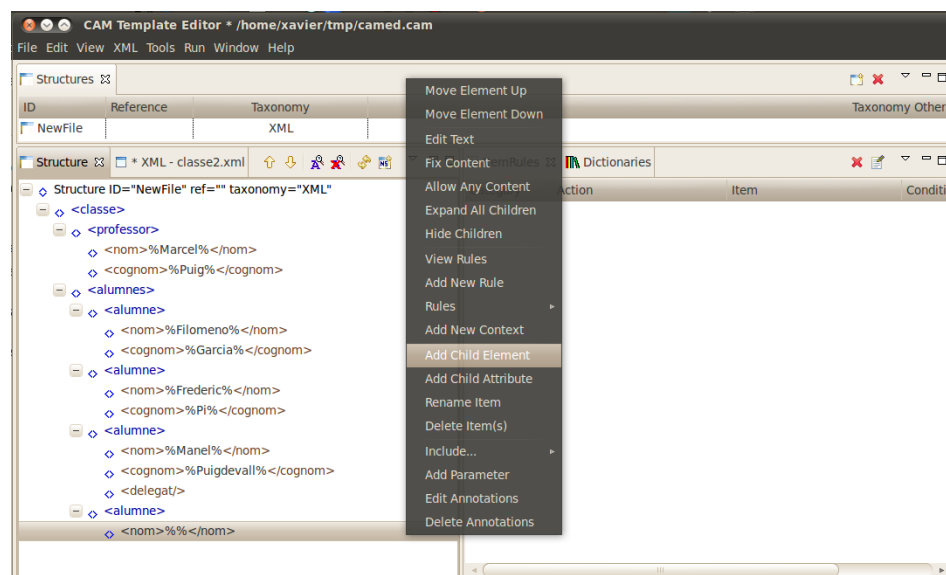 CAM Template Editor * /home/xavier/tmp/camed.cam
File Edit View XML Tools Run Window Help
Structures
ID Reference Taxonomy Taxonomy Other
NewFile XML
Structure * XML - classe2.xml Dictionaries
Action Item Conditi
Structure ID="NewFile" ref="" taxonomy="XML"
<classe>
<professor>
<nom>%Marcel%</nom>
<cognom>%Puig%</cognom>
<alumnes>
<alumne>
<nom>%Filomeno%</nom>
<cognom>%Garcia%</cognom>
<alumne>
<nom>%Frederic%</nom>
<cognom>%Pi%</cognom>
<alumne>
<nom>%Manel%</nom>
<cognom>%Puigdevall%</cognom>
<delegat/>
<alumne>
<nom>%%</nom>
Move Element Up
Move Element Down
Edit Text
Fix Content
Allow Any Content
Expand All Children
Hide Children
View Rules
Add New Rule
Rules
Add New Context
Add Child Element
Add Child Attribute
Rename Item
Delete Item(s)
Include...
Add Parameter
Edit Annotations
Delete Annotations